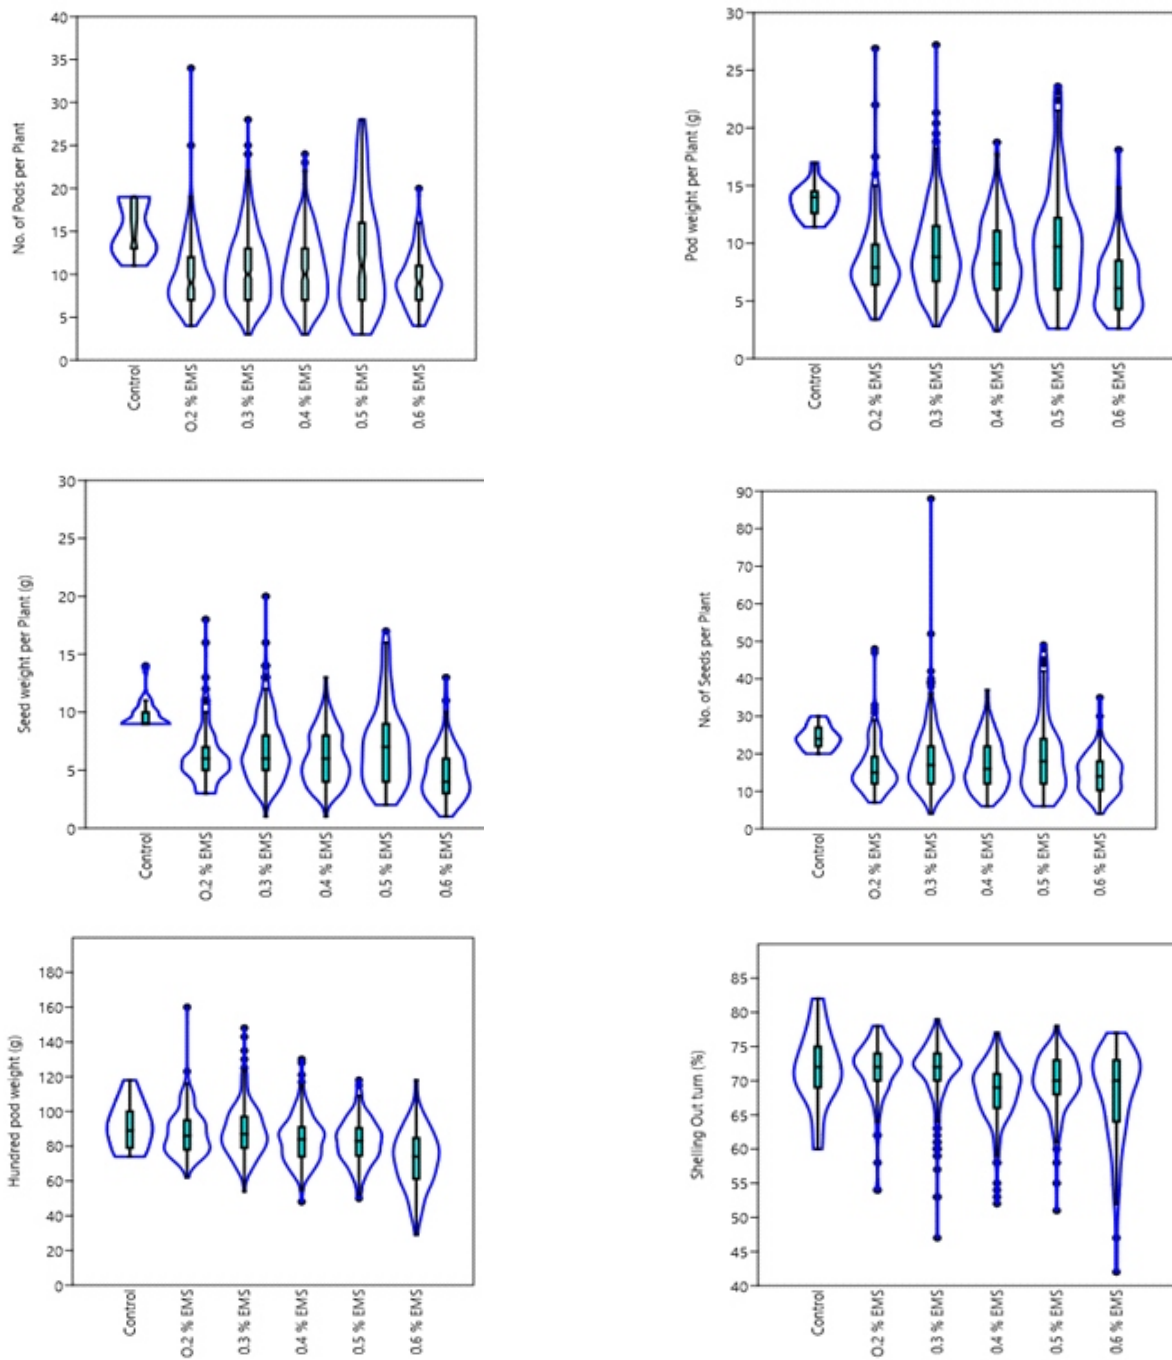 No. of Pods per Plant
40
35
30
25
20
15
10
5
0
Control
O.2 % EMS
0.3 % EMS
0.4 % EMS
0.5 % EMS
0.6 % EMS
Pod weight per Plant (g)
30
25
20
15
10
5
0
Control
O.2 % EMS
0.3 % EMS
0.4 % EMS
0.5 % EMS
0.6 % EMS
Seed weight per Plant (g)
30
25
20
15
10
5
0
Control
O.2 % EMS
0.3 % EMS
0.4 % EMS
0.5 % EMS
0.6 % EMS
No. of Seeds per Plant
90
80
70
60
50
40
30
20
10
0
Control
O.2 % EMS
0.3 % EMS
0.4 % EMS
0.5 % EMS
0.6 % EMS
Hundred pod weight (g)
180
160
140
120
100
80
60
40
20
0
Control
O.2 % EMS
0.3 % EMS
0.4 % EMS
0.5 % EMS
0.6 % EMS
Shelling Out turn (%)
85
80
75
70
65
60
55
50
45
40
Control
O.2 % EMS
0.3 % EMS
0.4 % EMS
0.5 % EMS
0.6 % EMS